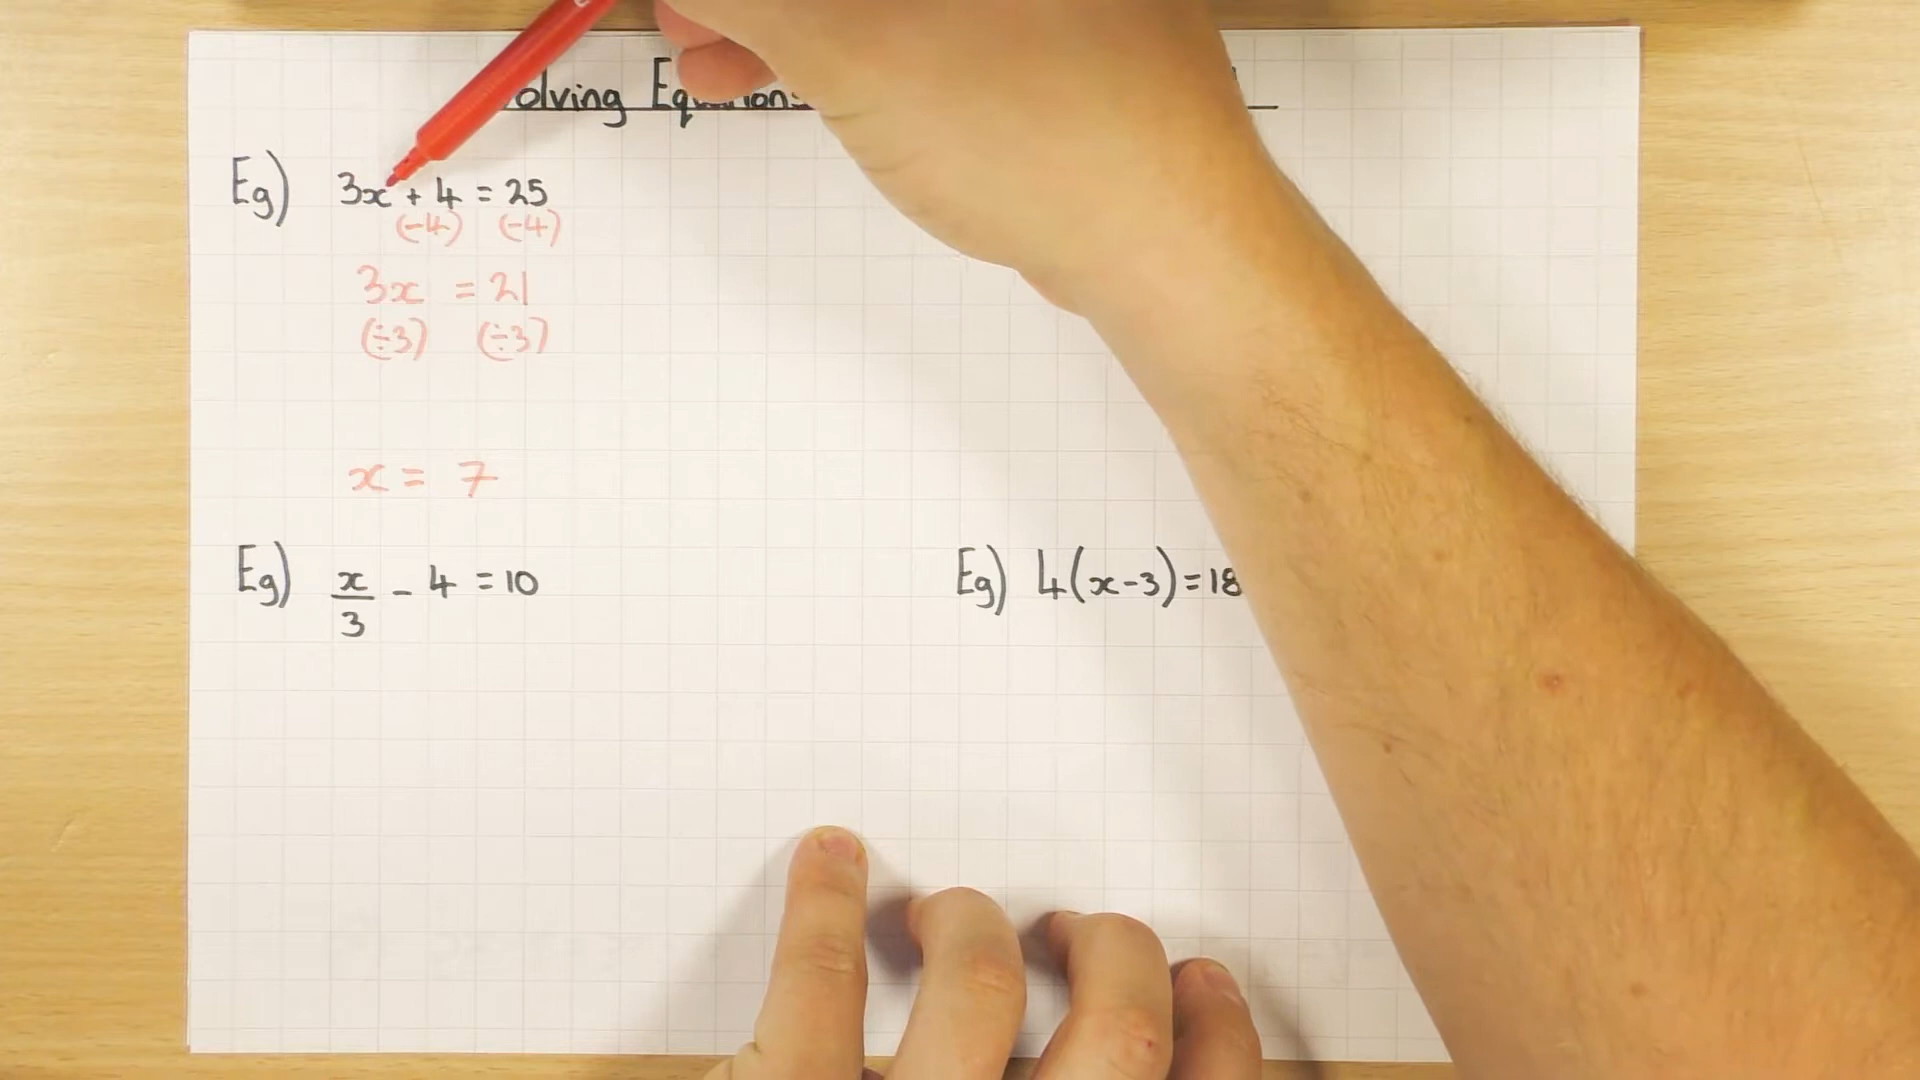 olving Equations
Eg) 3x + 4 = 25
(-4) (-4)
3x = 21
(÷3) (÷3)
x = 7
Eg) x/3 - 4 = 10
Eg) 4(x-3)=18